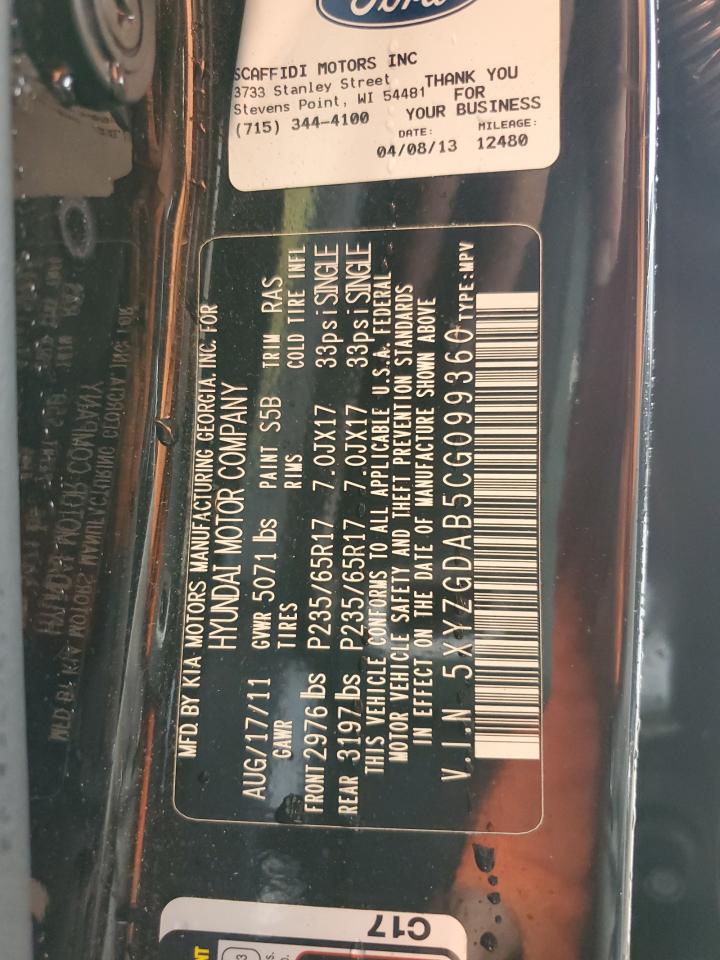 Ford
SCAFFIDI MOTORS INC
3733 Stanley Street
Stevens Point, WI 54481
(715) 344-4100
THANK YOU
FOR
YOUR BUSINESS
DATE: MILEAGE:
04/08/13 12480
MFD. BY KIA MOTORS MANUFACTURING GEORGIA, INC. FOR
HYUNDAI MOTOR COMPANY
AUG/17/11 GVWR 5071 lbs PAINT S5B TRIM RAS
GAWR TIRES RIMS COLD TIRE INFL
FRONT 2976 lbs P235/65R17 7.0JX17 33psi SINGLE
REAR 3197 lbs P235/65R17 7.0JX17 33psi SINGLE
THIS VEHICLE CONFORMS TO ALL APPLICABLE U.S.A. FEDERAL
MOTOR VEHICLE SAFETY AND THEFT PREVENTION STANDARDS
IN EFFECT ON THE DATE OF MANUFACTURE SHOWN ABOVE
V.I.N 5XYZGDAB5CG099360 TYPE:MPV
C17